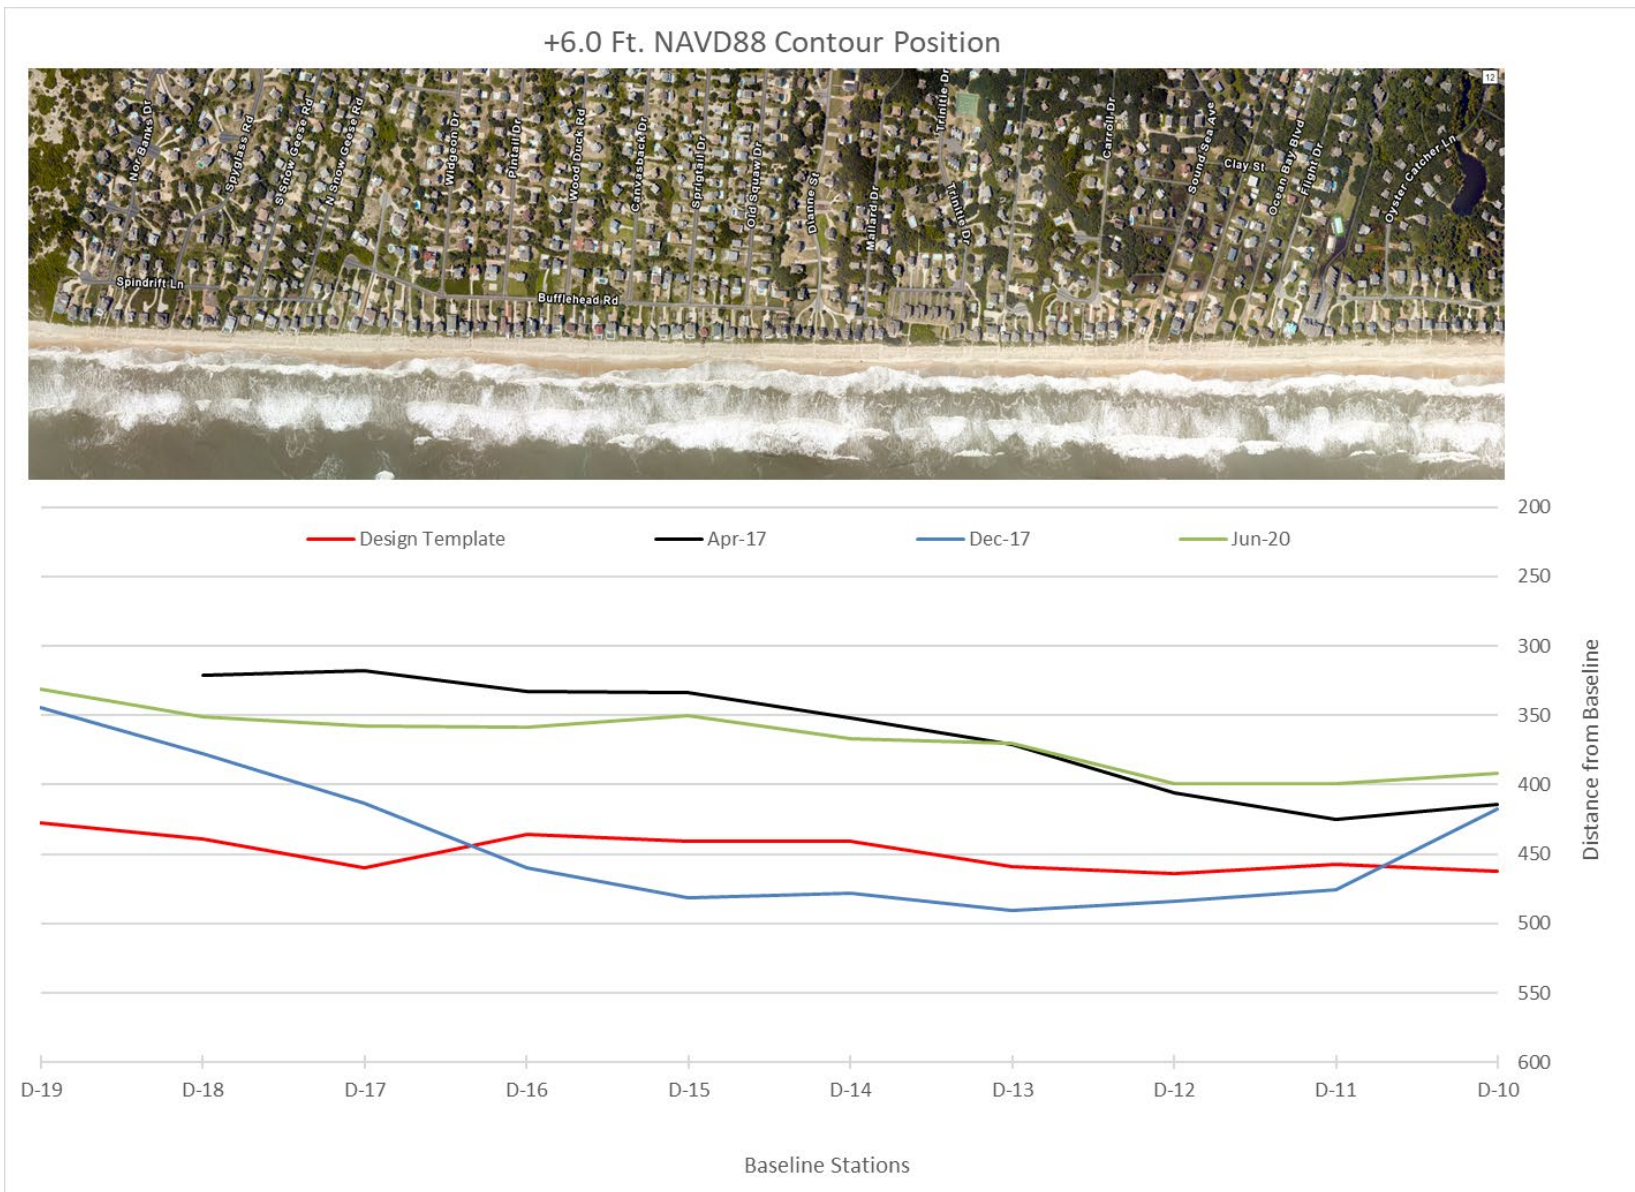 +6.0 Ft. NAVD88 Contour Position
12
Nor Banks Dr
Spyglass Rd
S Snow Geese Rd
N Snow Geese Rd
Widgeon Dr
Pintail Dr
Wood Duck Rd
Canvasback Dr
Sprigtail Dr
Old Squaw Dr
Dianne St
Mallard Dr
Trinitie Dr
Trinitie Dr
Carroll Dr
Sound Sea Ave
Clay St
Ocean Bay Blvd
Flight Dr
Oyster Catcher Ln
Spindrift Ln
Bufflehead Rd
Design Template Apr-17 Dec-17 Jun-20
200
250
300
350
400
450
500
550
600
Distance from Baseline
D-19 D-18 D-17 D-16 D-15 D-14 D-13 D-12 D-11 D-10
Baseline Stations